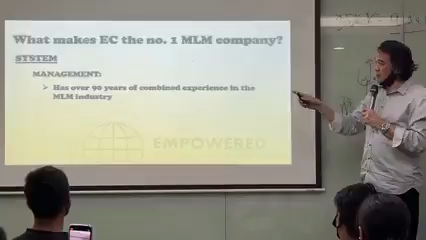 What makes EC the no. 1 MLM company?
SYSTEM
MANAGEMENT:
Has over 90 years of combined experience in the
MLM industry
EMPOWERED